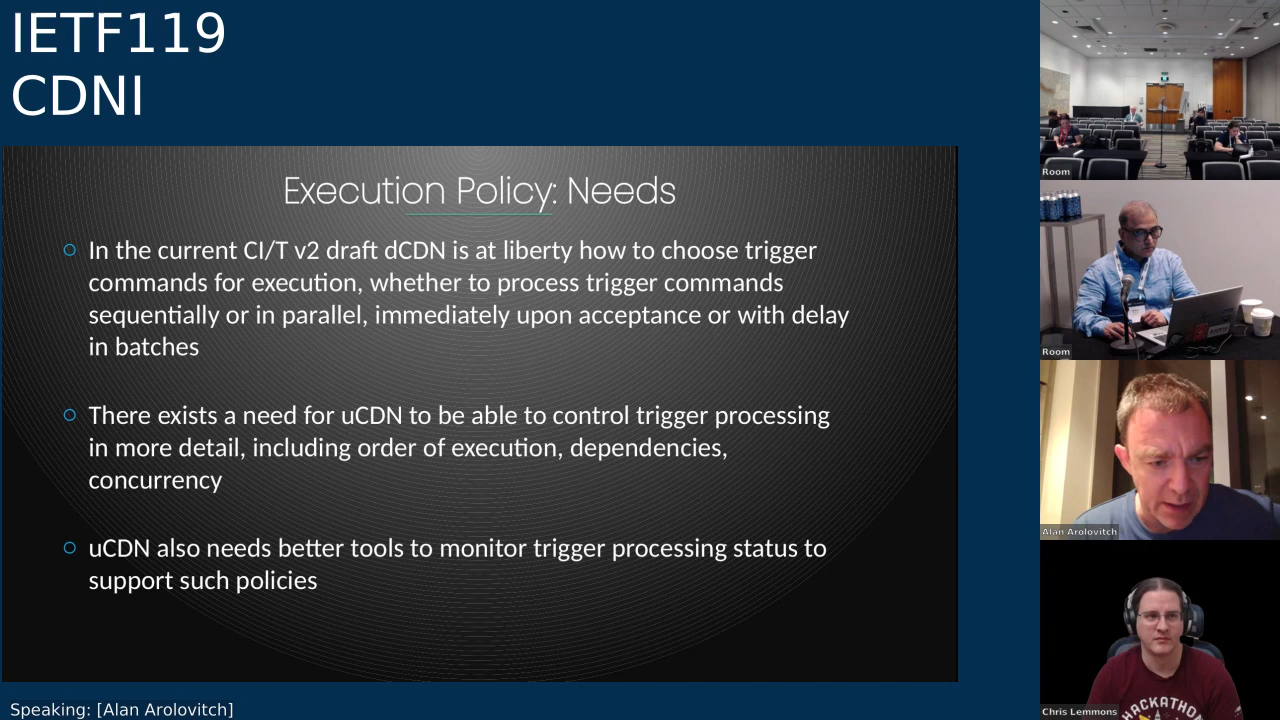 IETF119
CDNI
Execution Policy: Needs
In the current CI/T v2 draft dCDN is at liberty how to choose trigger
commands for execution, whether to process trigger commands
sequentially or in parallel, immediately upon acceptance or with delay
in batches
There exists a need for uCDN to be able to control trigger processing
in more detail, including order of execution, dependencies,
concurrency
uCDN also needs better tools to monitor trigger processing status to
support such policies
Speaking: [Alan Arolovitch]
Room
Room
Alan Arolovitch
HACKATHO
Chris Lemmons